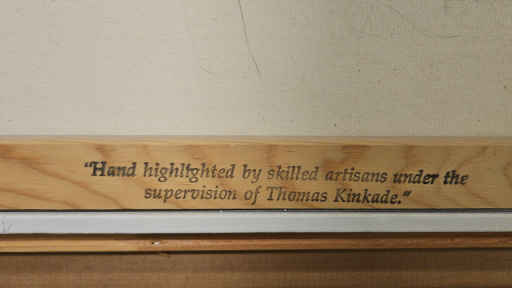 “Hand highlighted by skilled artisans under the
supervision of Thomas Kinkade.”